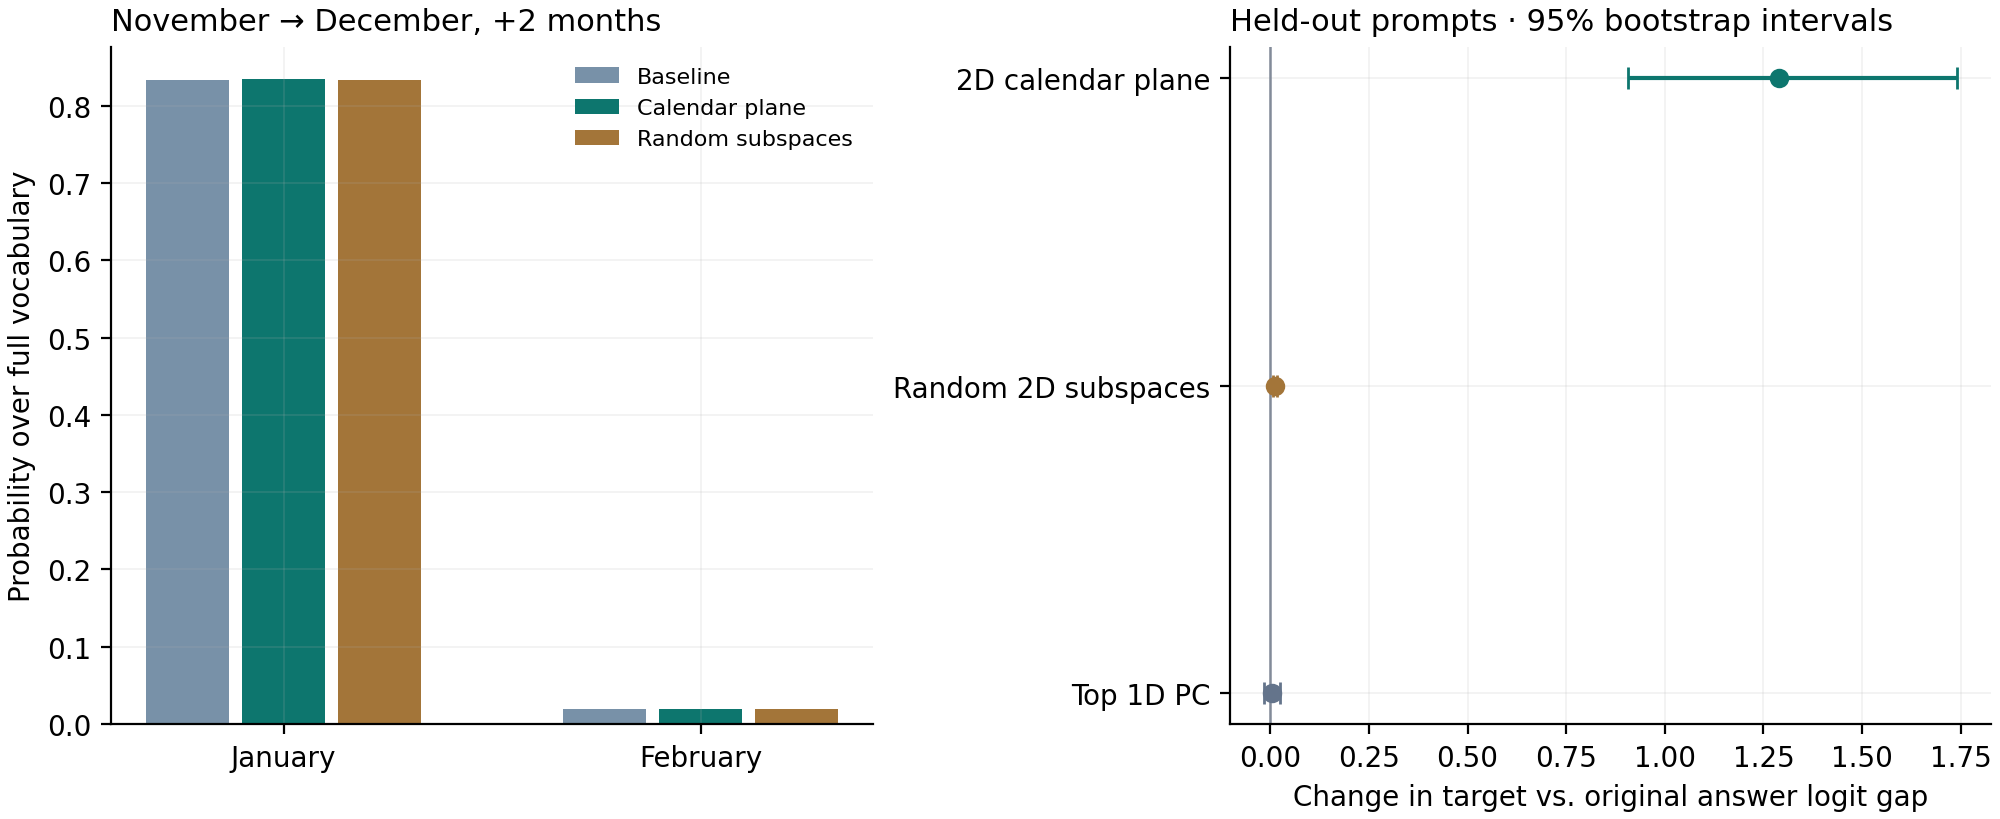 November → December, +2 months
Probability over full vocabulary
0.8
0.7
0.6
0.5
0.4
0.3
0.2
0.1
0.0
Baseline
Calendar plane
Random subspaces
January
February
Held-out prompts · 95% bootstrap intervals
2D calendar plane
Random 2D subspaces
Top 1D PC
0.00 0.25 0.50 0.75 1.00 1.25 1.50 1.75
Change in target vs. original answer logit gap